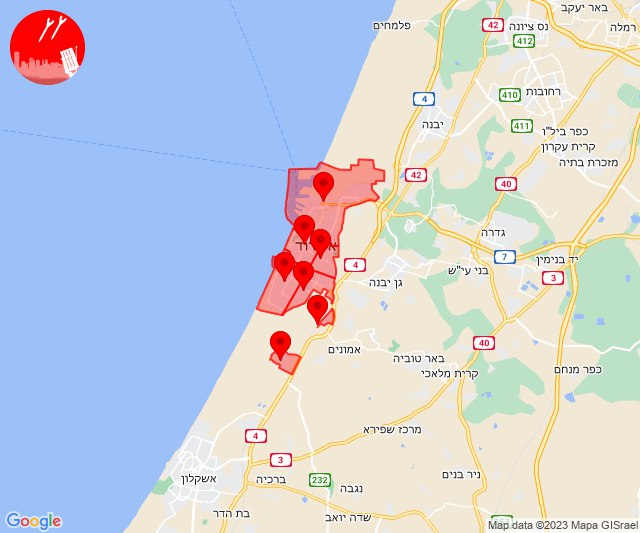 באר יעקב
42
פלמחים
נס ציונה
רמלה
412
רחובות
410
4
יבנה
411
כפר ביל"ו
קרית עקרון
מזכרת בתיה
42
40
גדרה
7
יד בנימין
4
בני עי"ש
3
גן יבנה
אמונים
40
באר טוביה
קרית מלאכי
כפר מנחם
4
מרכז שפירא
3
אשקלון
ברכיה
232
ניר בנים
נגבה
בת הדר
שדה יואב
Google
Map data ©2023 Mapa GISrael